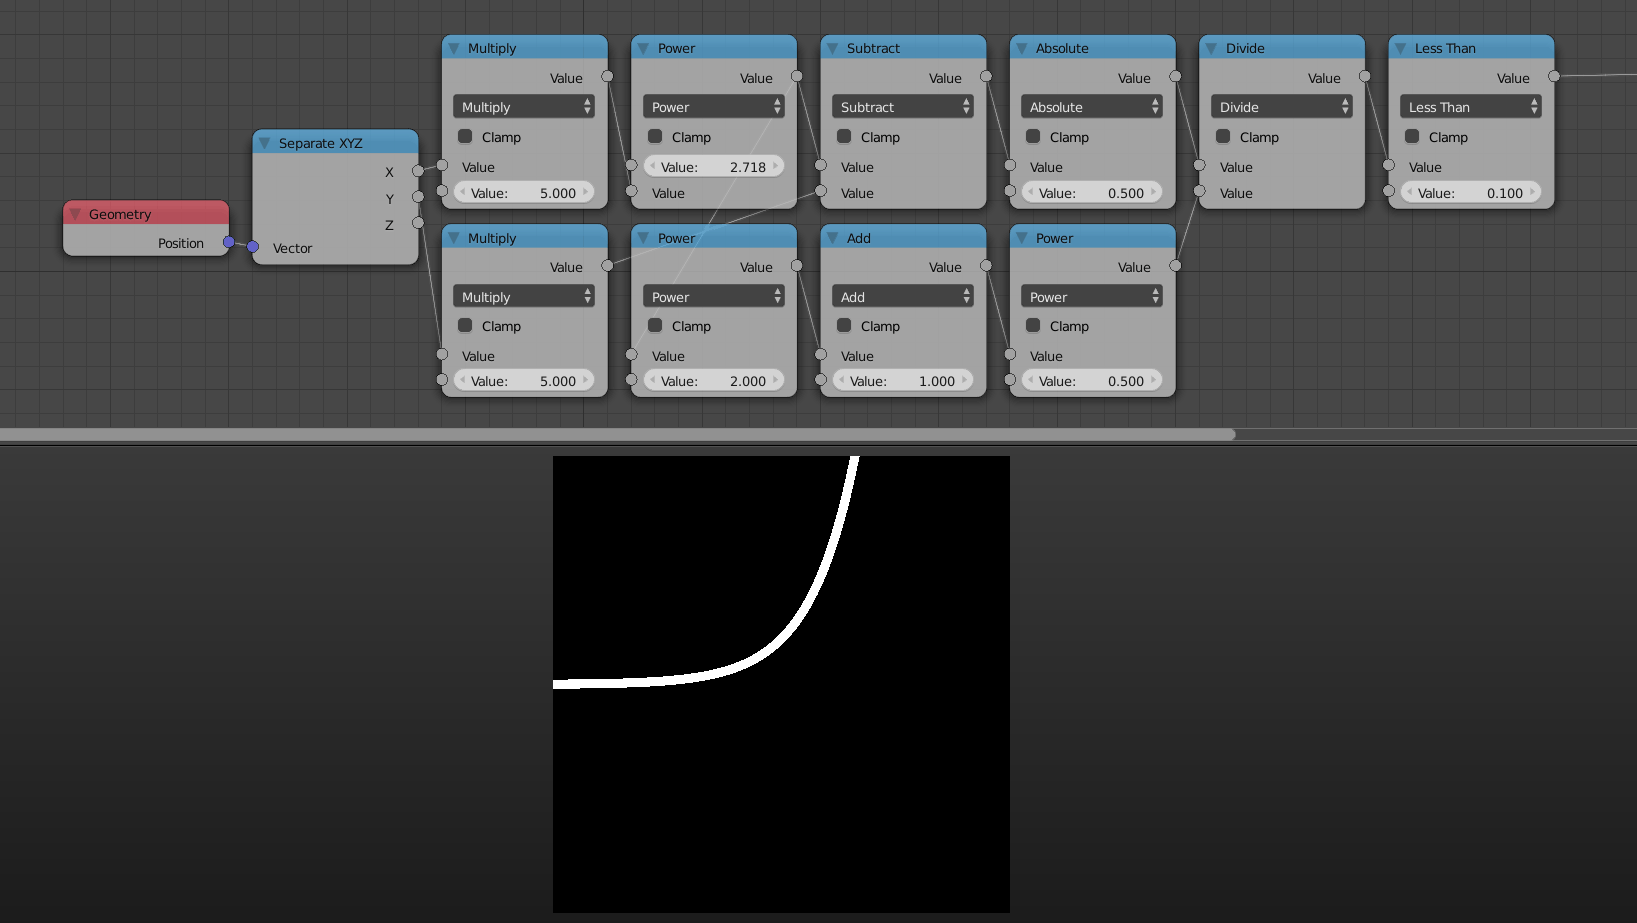 Multiply Power Subtract Absolute Divide Less Than
Value Value Value Value Value Value
Multiply Power Subtract Absolute Divide Less Than
Clamp Clamp Clamp Clamp Clamp Clamp
Value Value: 2.718 Value Value Value Value
Value: 5.000 Value Value Value: 0.500 Value Value: 0.100
Separate XYZ
X
Y
Z
Vector
Geometry
Position
Multiply Power Add Power
Value Value Value Value
Multiply Power Add Power
Clamp Clamp Clamp Clamp
Value Value Value Value
Value: 5.000 Value: 2.000 Value: 1.000 Value: 0.500